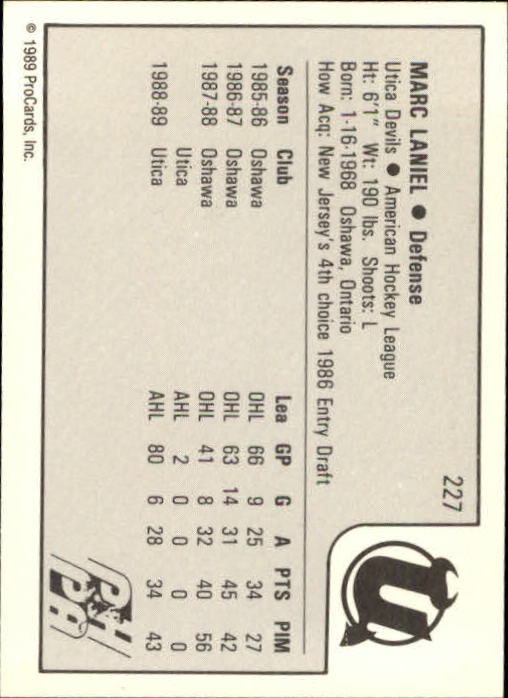 227
MARC LANIEL ● Defense
Utica Devils ● American Hockey League
Ht: 6'1" Wt: 190 lbs. Shoots: L
Born: 1-16-1968 Oshawa, Ontario
How Acq: New Jersey's 4th choice 1986 Entry Draft
Season Club Lea GP G A PTS PIM
1985-86 Oshawa OHL 66 9 25 34 27
1986-87 Oshawa OHL 63 14 31 45 42
1987-88 Oshawa OHL 41 8 32 40 56
Utica AHL 2 0 0 0 0
1988-89 Utica AHL 80 6 28 34 43
© 1989 ProCards, Inc.
U